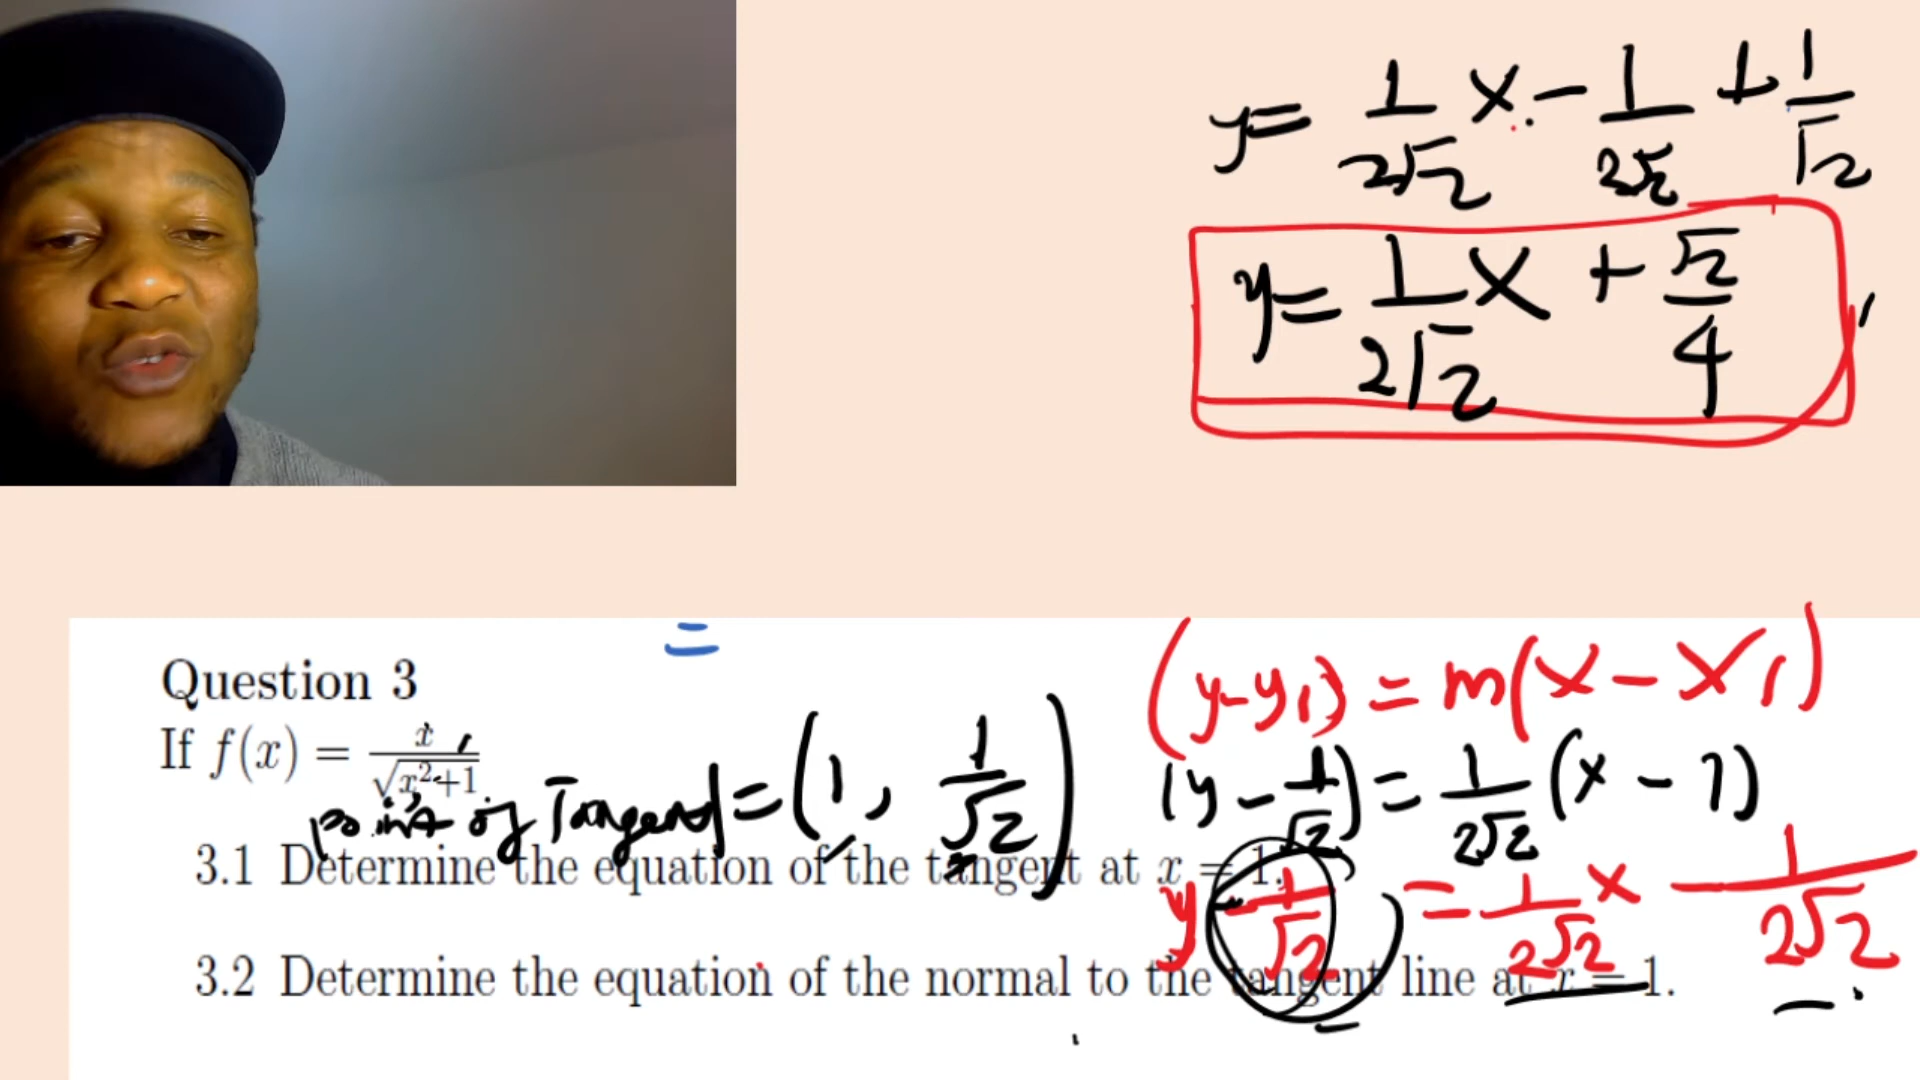 y = 1/2√2 x - 1/2√2 + 1/√2
y = 1/2√2 x + √2/4
=
Question 3
If f(x) = x/√x²+1
point of Tangent = (1, 1/√2)
3.1 Determine the equation of the tangent at x = 1.
3.2 Determine the equation of the normal to the tangent line at x = 1.
(y-y1) = m(x - x1)
(y - 1/√2) = 1/2√2 (x - 1)
y - 1/√2 = 1/2√2 x - 1/2√2